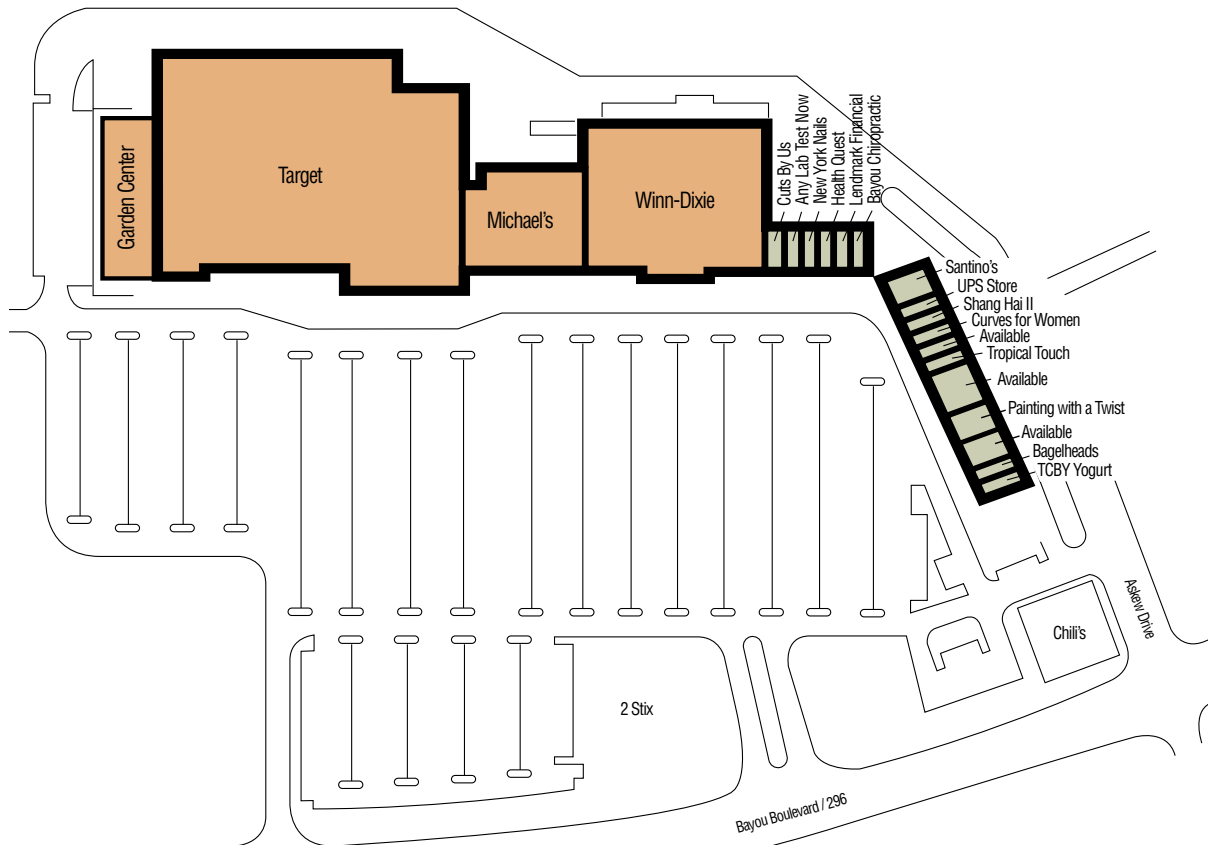 Garden Center
Target
Michael's
Winn-Dixie
Cuts By Us
Any Lab Test Now
New York Nails
Health Quest
Lendmark Financial
Bayou Chiropractic
Santino's
UPS Store
Shang Hai II
Curves for Women
Available
Tropical Touch
Available
Painting with a Twist
Available
Bagelheads
TCBY Yogurt
Askew Drive
Chili's
2 Stix
Bayou Boulevard / 296